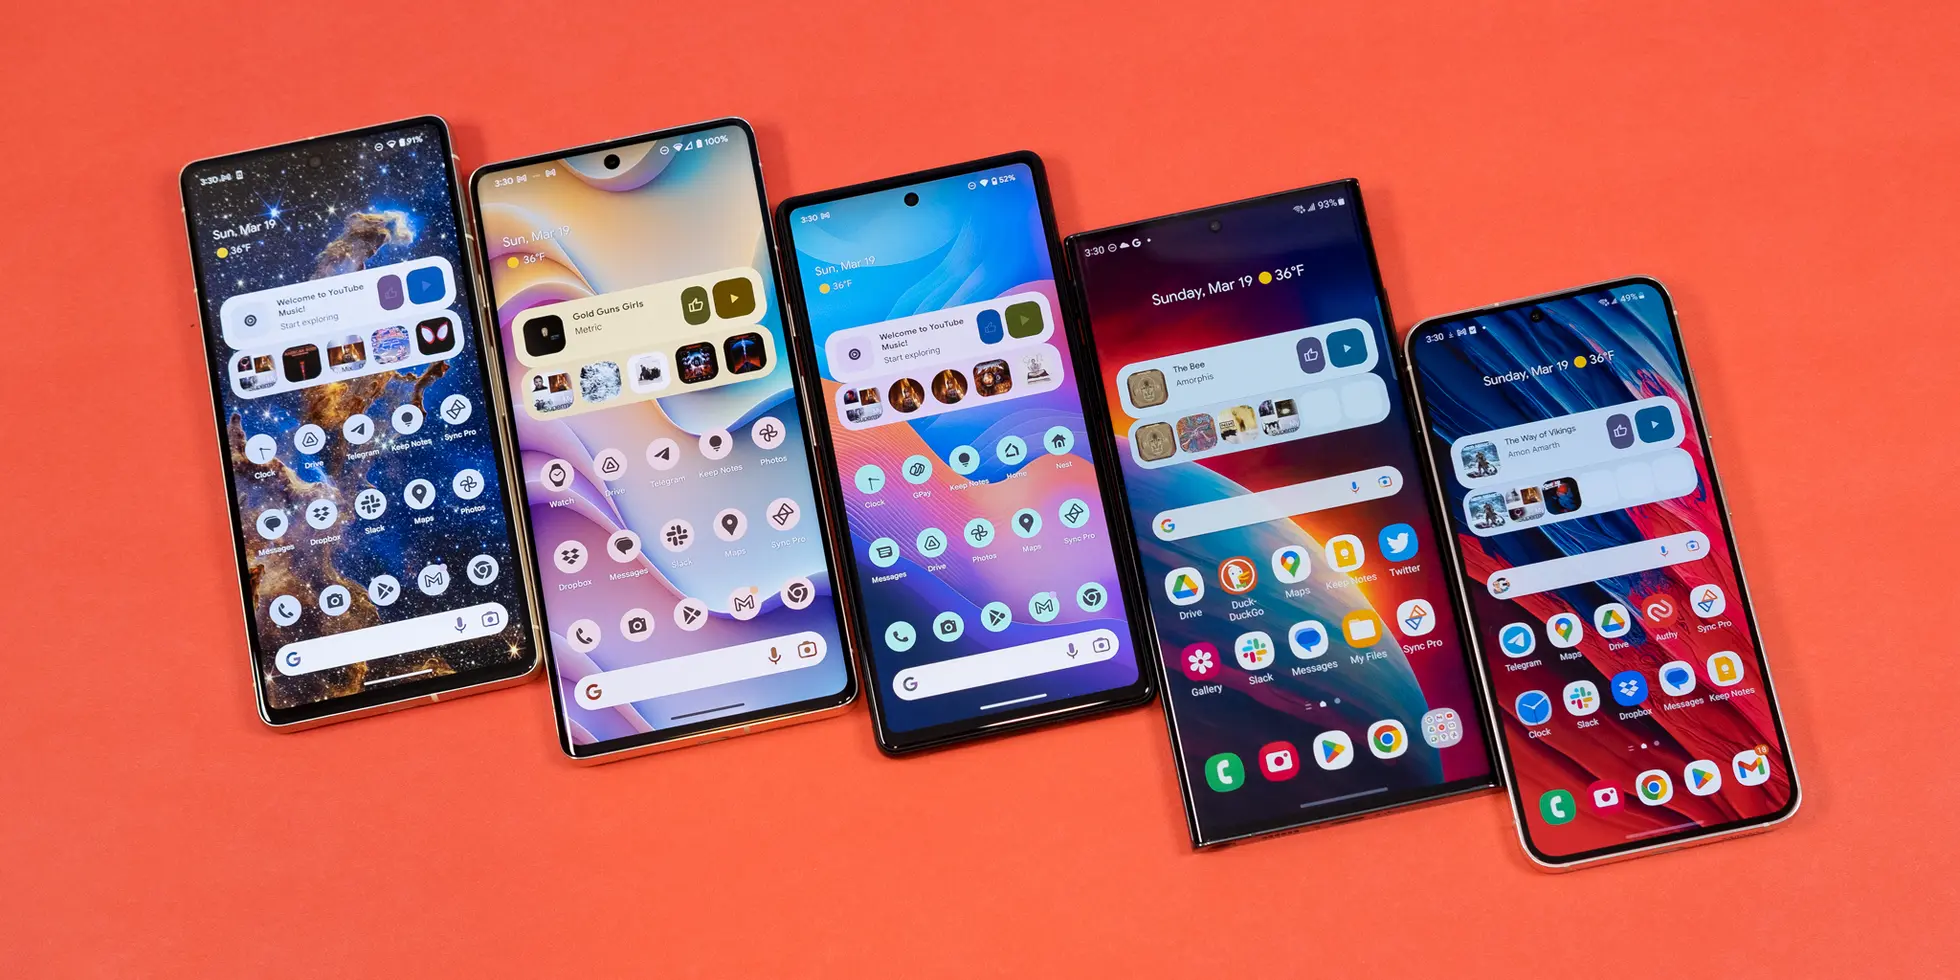 3:30
91%
Sun, Mar 19
36°F
Welcome to YouTube
Music!
Start exploring
Mix
Clock
Drive
Telegram
Keep Notes
Sync Pro
Messages
Dropbox
Slack
Maps
Photos
G
3:30
100%
Sun, Mar 19
36°F
Gold Guns Girls
Metric
Superm
Watch
Drive
Telegram
Keep Notes
Photos
Dropbox
Messages
Slack
Maps
Sync Pro
G
3:30
52%
Sun, Mar 19
36°F
Welcome to YouTube
Music!
Start exploring
Clock
GPay
Keep Notes
Home
Nest
Messages
Drive
Photos
Maps
Sync Pro
G
3:30 G
93%
Sunday, Mar 19 36°F
The Bee
Amorphis
Superm
G
Drive
Duck-
DuckGo
Maps
Keep Notes
Twitter
Gallery
Slack
Messages
My Files
Sync Pro
3:30
49%
Sunday, Mar 19 36°F
The Way of Vikings
Amon Amarth
G
Telegram
Maps
Drive
Authy
Sync Pro
Clock
Slack
Dropbox
Messages
Keep Notes
18